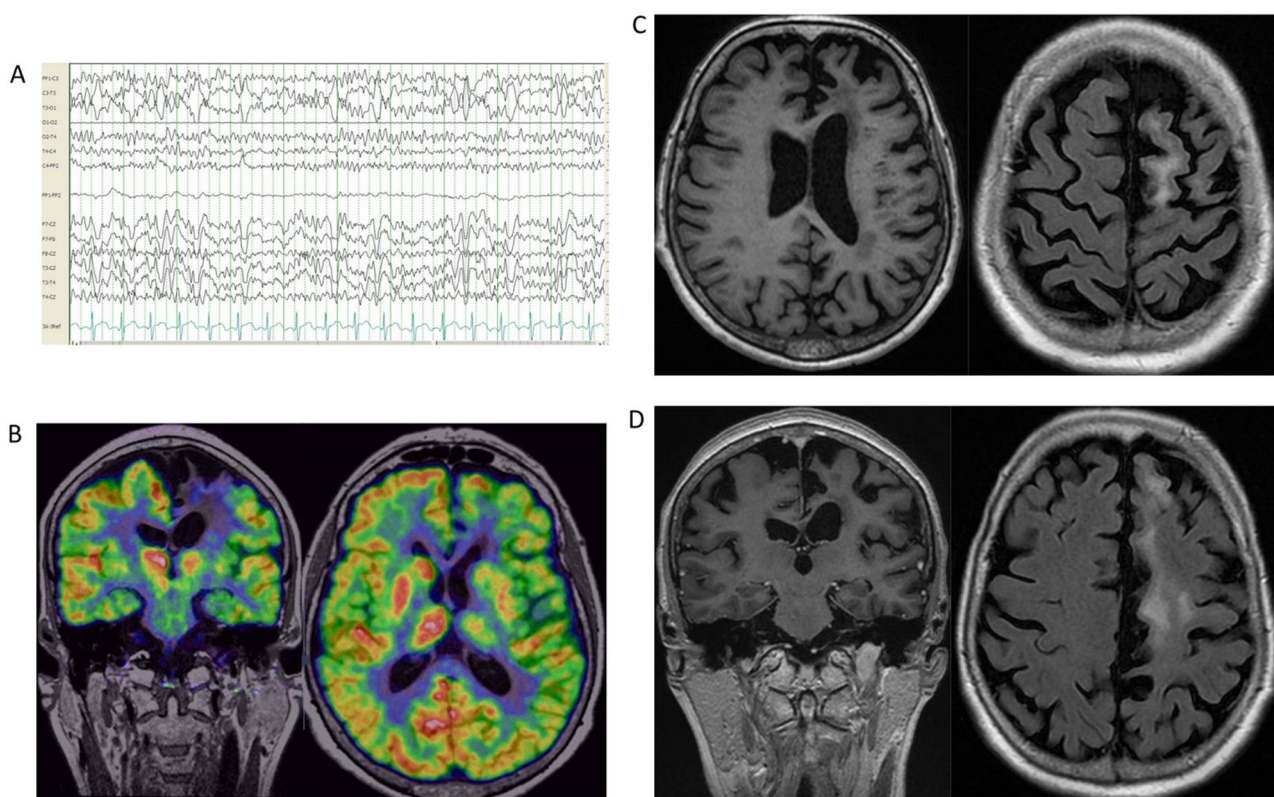 A
FP1-C3
C3-T3
T3-O1
O1-O2
O2-T4
T4-C4
C4-FP2
FP1-FP2
F7-CZ
F7-F8
F8-CZ
T3-CZ
T3-T4
T4-CZ
B
C
D